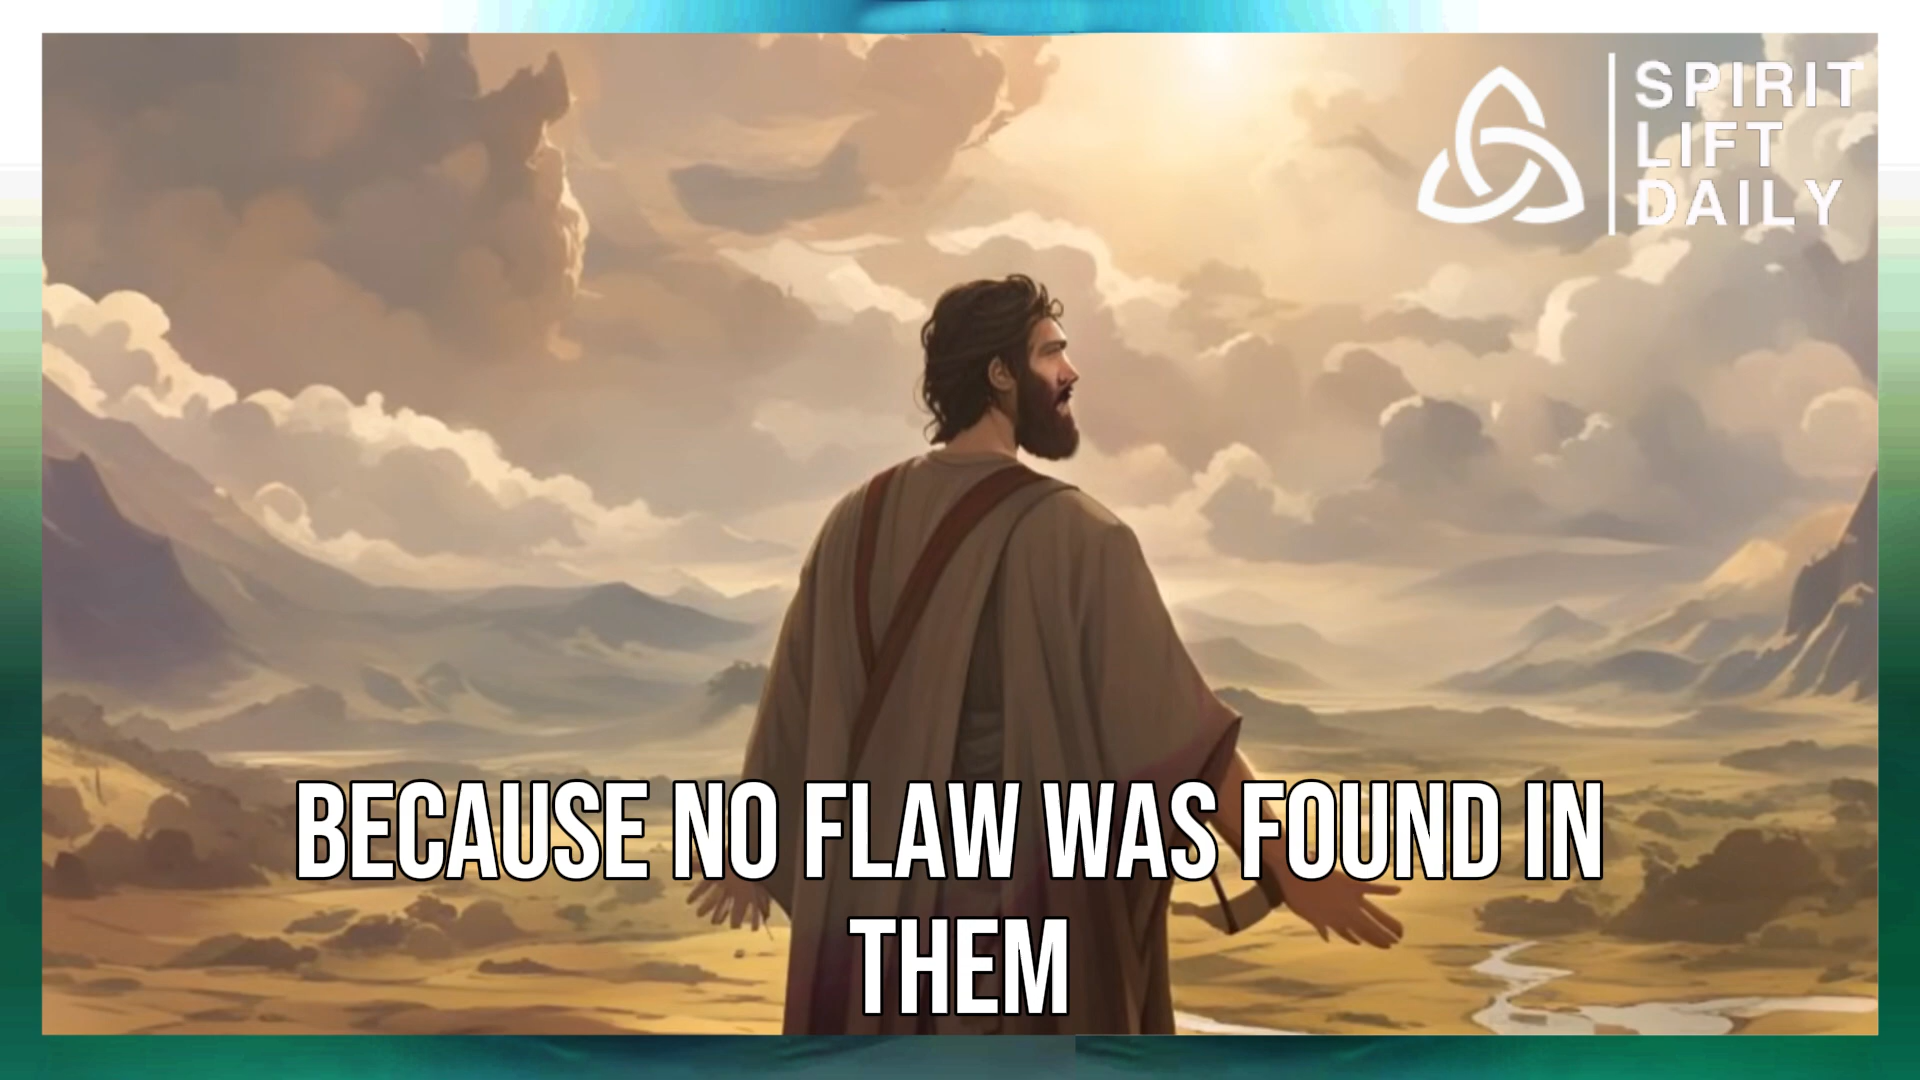 SPIRIT
LIFT
DAILY
BECAUSE NO FLAW WAS FOUND IN
THEM